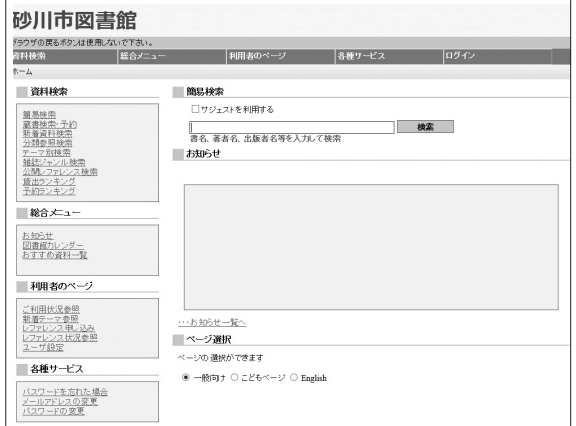 砂川市図書館
ブラウザの戻るボタンは使用しないで下さい。
資料検索 総合メニュー 利用者のページ 各種サービス ログイン
ホーム
資料検索
簡易検索
蔵書検索・予約
新着資料検索
分類参照検索
テーマ別検索
雑誌ジャンル検索
公開レファレンス検索
貸出ランキング
予約ランキング
総合メニュー
お知らせ
図書館カレンダー
おすすめ資料一覧
利用者のページ
ご利用状況参照
新着テーマ参照
レファレンス申し込み
レファレンス状況参照
ユーザ設定
各種サービス
パスワードを忘れた場合
メールアドレスの変更
パスワードの変更
簡易検索
サジェストを利用する
検索
書名、著者名、出版者名等を入力して検索
お知らせ
・・・お知らせ一覧へ
ページ選択
ページの選択ができます
一般向け こどもページ English